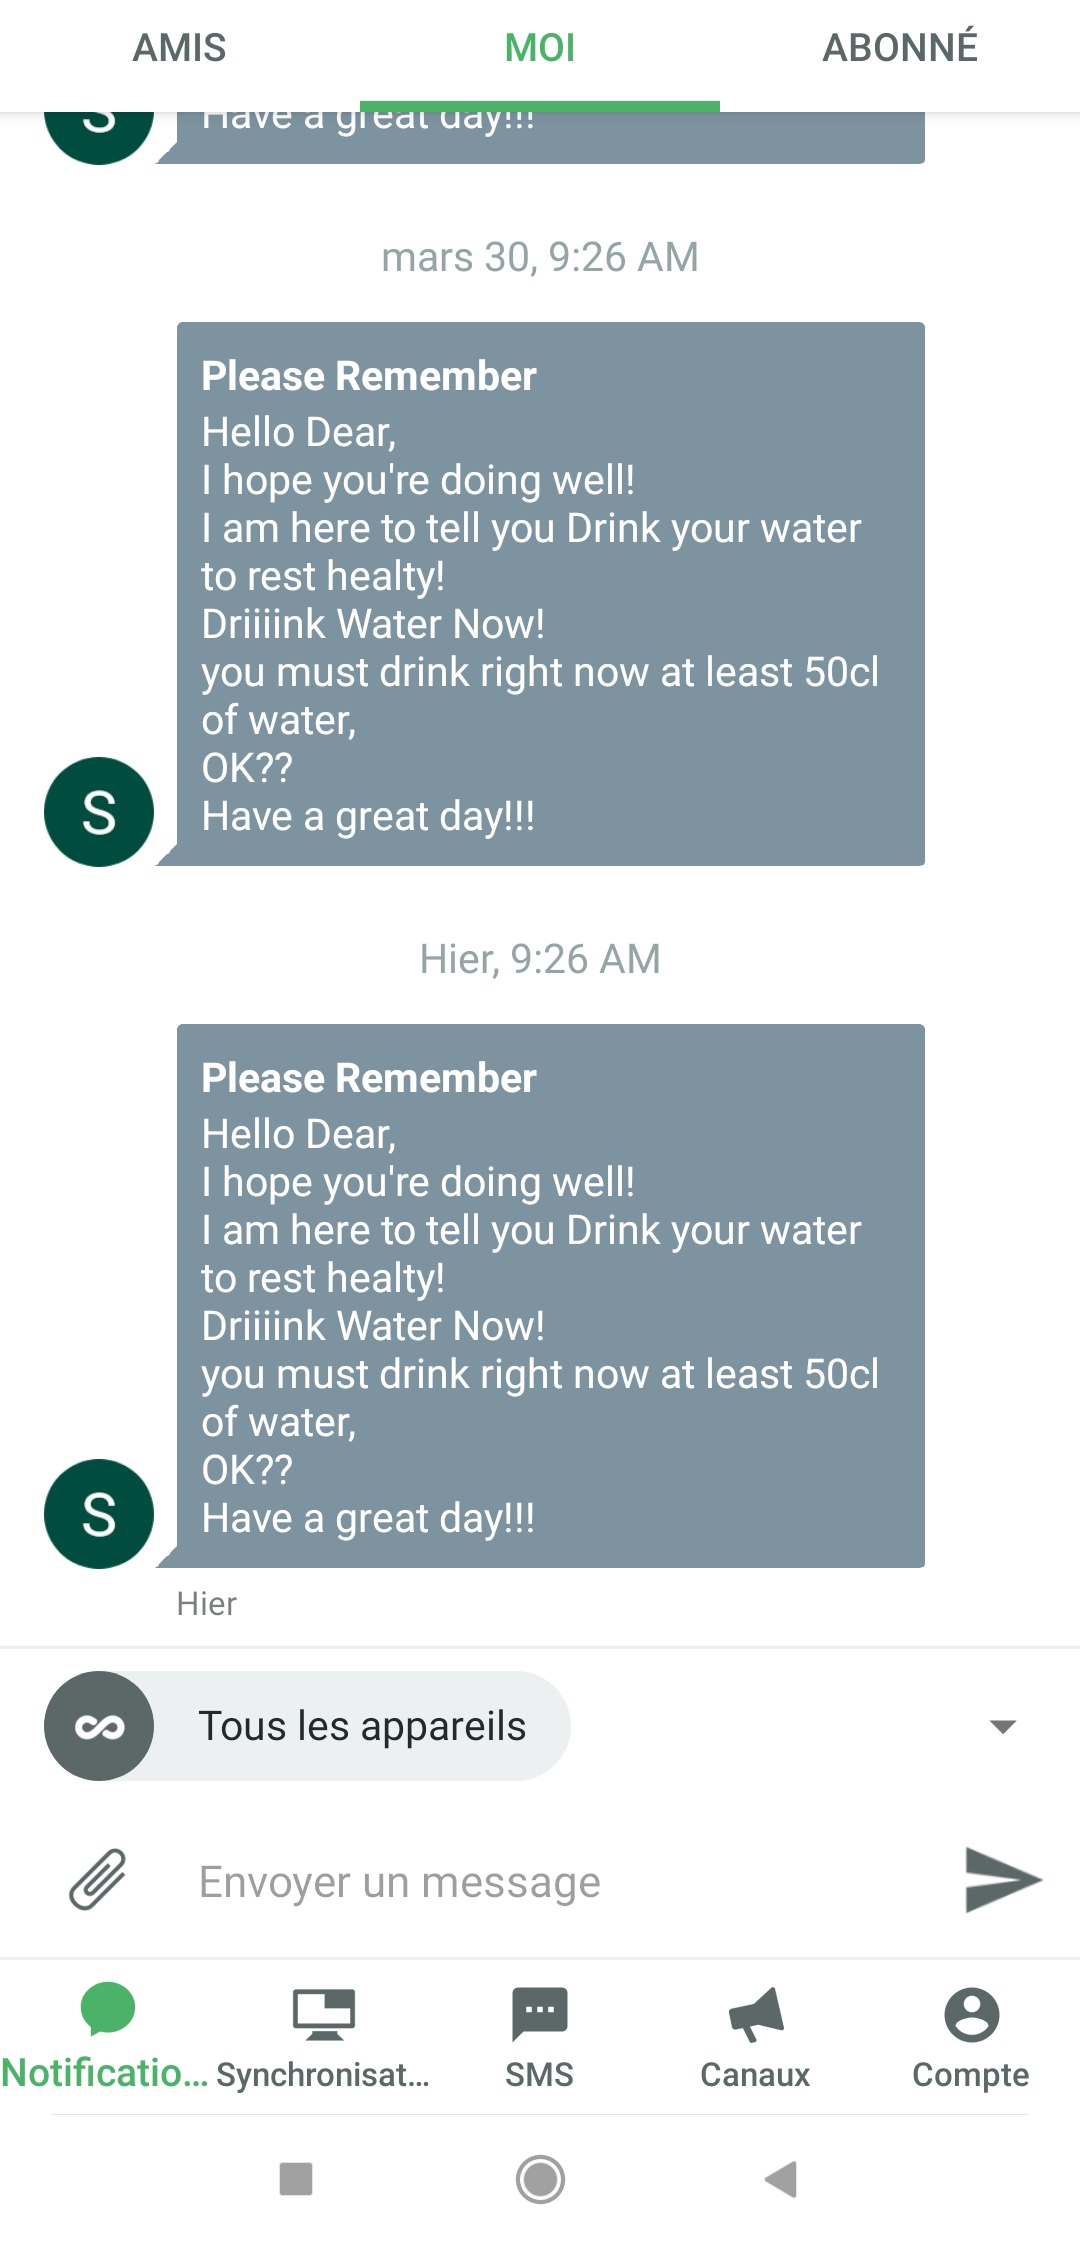 AMIS
MOI
ABONNÉ
S
Have a great day!!!
mars 30, 9:26 AM
Please Remember
Hello Dear,
I hope you're doing well!
I am here to tell you Drink your water
to rest healty!
Driiiink Water Now!
you must drink right now at least 50cl
of water,
OK??
Have a great day!!!
S
Hier, 9:26 AM
Please Remember
Hello Dear,
I hope you're doing well!
I am here to tell you Drink your water
to rest healty!
Driiiink Water Now!
you must drink right now at least 50cl
of water,
OK??
Have a great day!!!
S
Hier
Tous les appareils
Envoyer un message
Notificatio...
Synchronisat...
SMS
Canaux
Compte